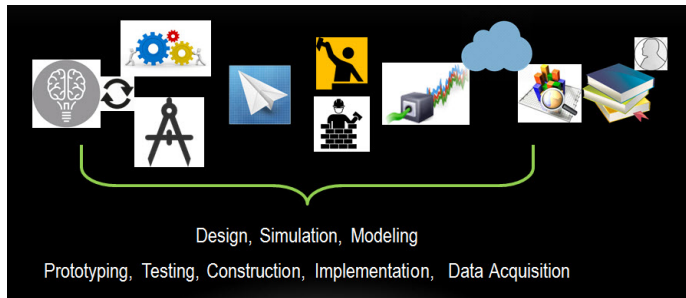 Design, Simulation, Modeling
Prototyping, Testing, Construction, Implementation, Data Acquisition